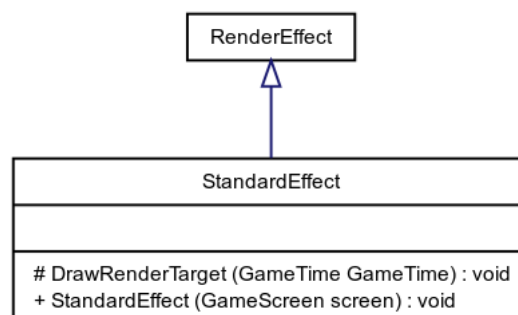 RenderEffect
StandardEffect
# DrawRenderTarget (GameTime GameTime) : void
+ StandardEffect (GameScreen screen) : void